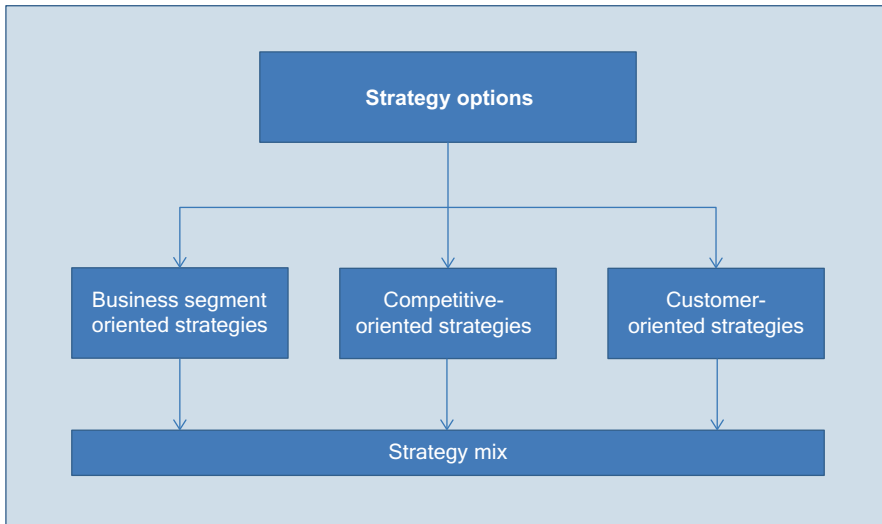 Strategy options
Business segment
oriented strategies
Competitive-
oriented strategies
Customer-
oriented strategies
Strategy mix